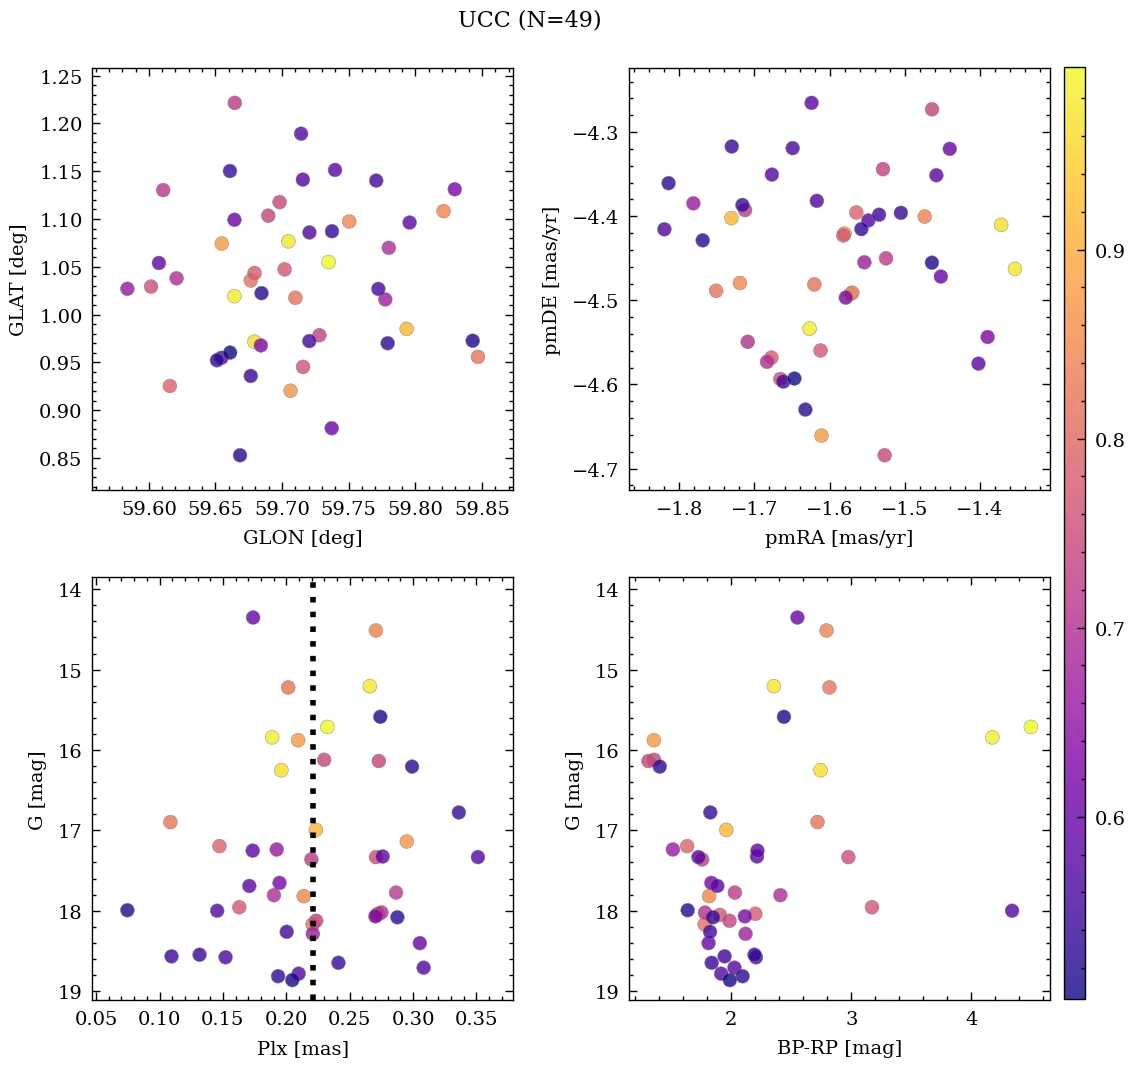 UCC (N=49)
1.25
1.20
1.15
1.10
1.05
1.00
0.95
0.90
0.85
GLAT [deg]
59.60 59.65 59.70 59.75 59.80 59.85
GLON [deg]
−4.3
−4.4
−4.5
−4.6
−4.7
pmDE [mas/yr]
−1.8 −1.7 −1.6 −1.5 −1.4
pmRA [mas/yr]
14
15
16
17
18
19
G [mag]
0.05 0.10 0.15 0.20 0.25 0.30 0.35
Plx [mas]
14
15
16
17
18
19
G [mag]
2 3 4
BP-RP [mag]
0.9
0.8
0.7
0.6